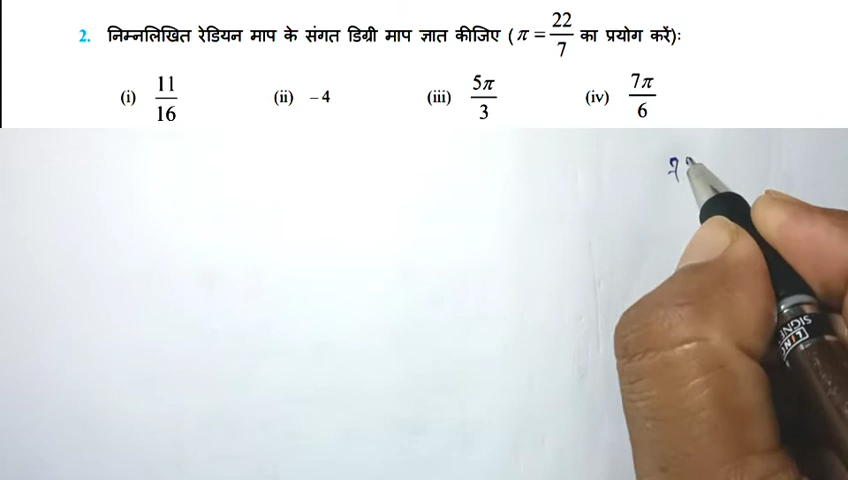 2. निम्नलिखित रेडियन माप के संगत डिग्री माप ज्ञात कीजिए ( π = 22/7 का प्रयोग करें):
(i) 11/16 (ii) – 4 (iii) 5π/3 (iv) 7π/6